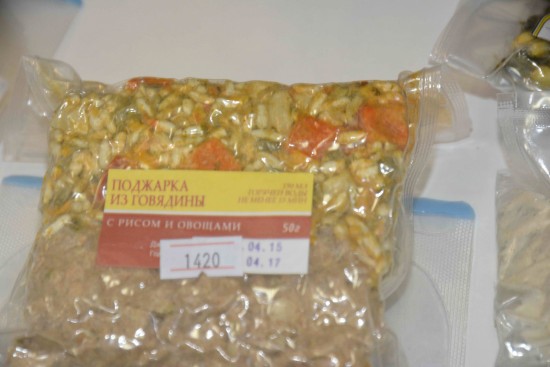 ПОДЖАРКА
ИЗ ГОВЯДИНЫ
С РИСОМ И ОВОЩАМИ 50г
04.15
1420 04.17